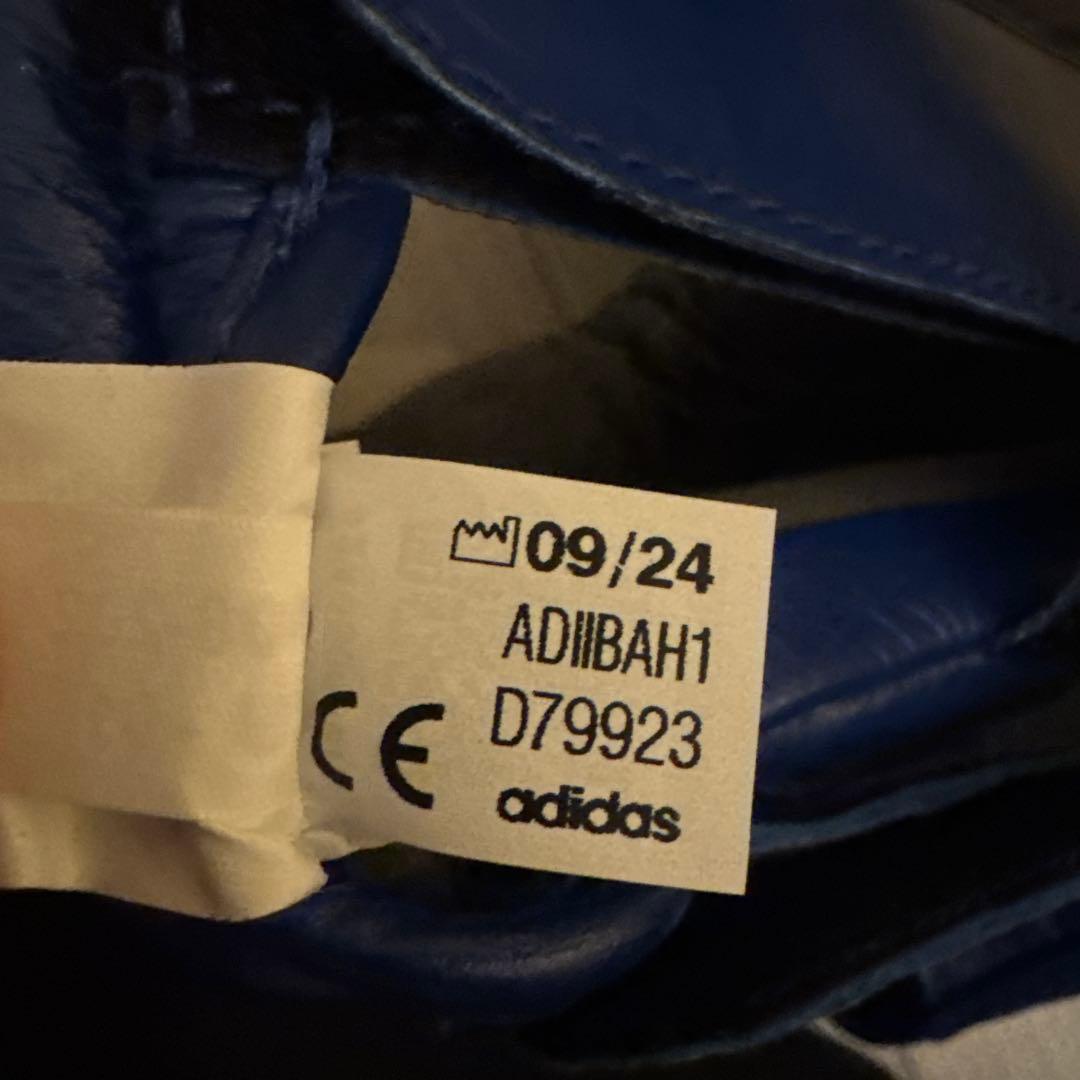 09/24
ADIIBAH1
D79923
CE
adidas